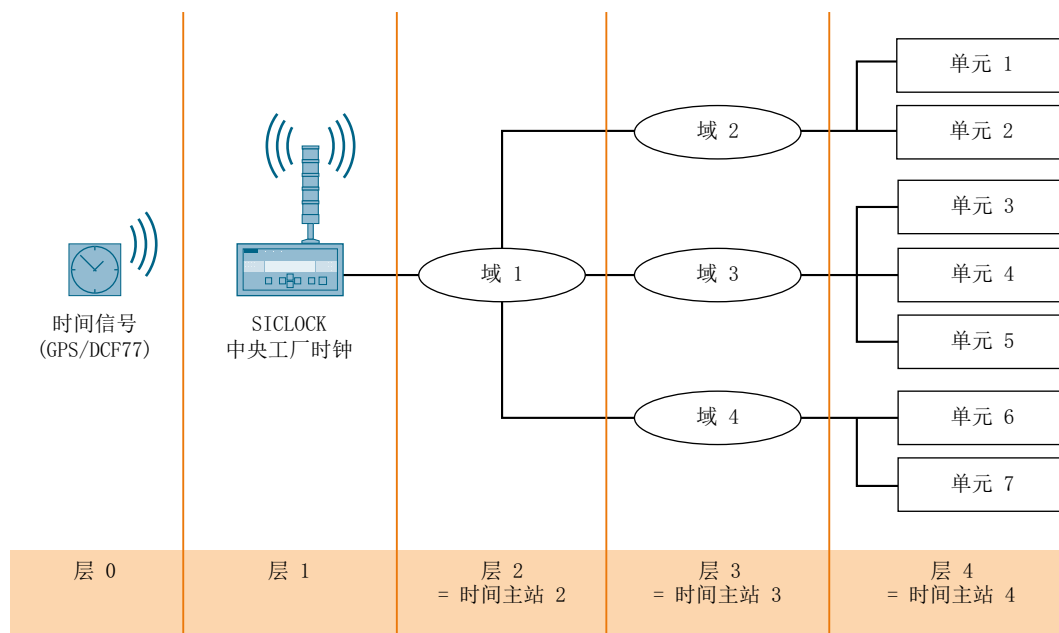 单元 1
域 2
单元 2
单元 3
域 1
域 3
单元 4
时间信号
(GPS/DCF77)
SICLOCK
中央工厂时钟
单元 5
域 4
单元 6
单元 7
层 0
层 1
层 2
= 时间主站 2
层 3
= 时间主站 3
层 4
= 时间主站 4